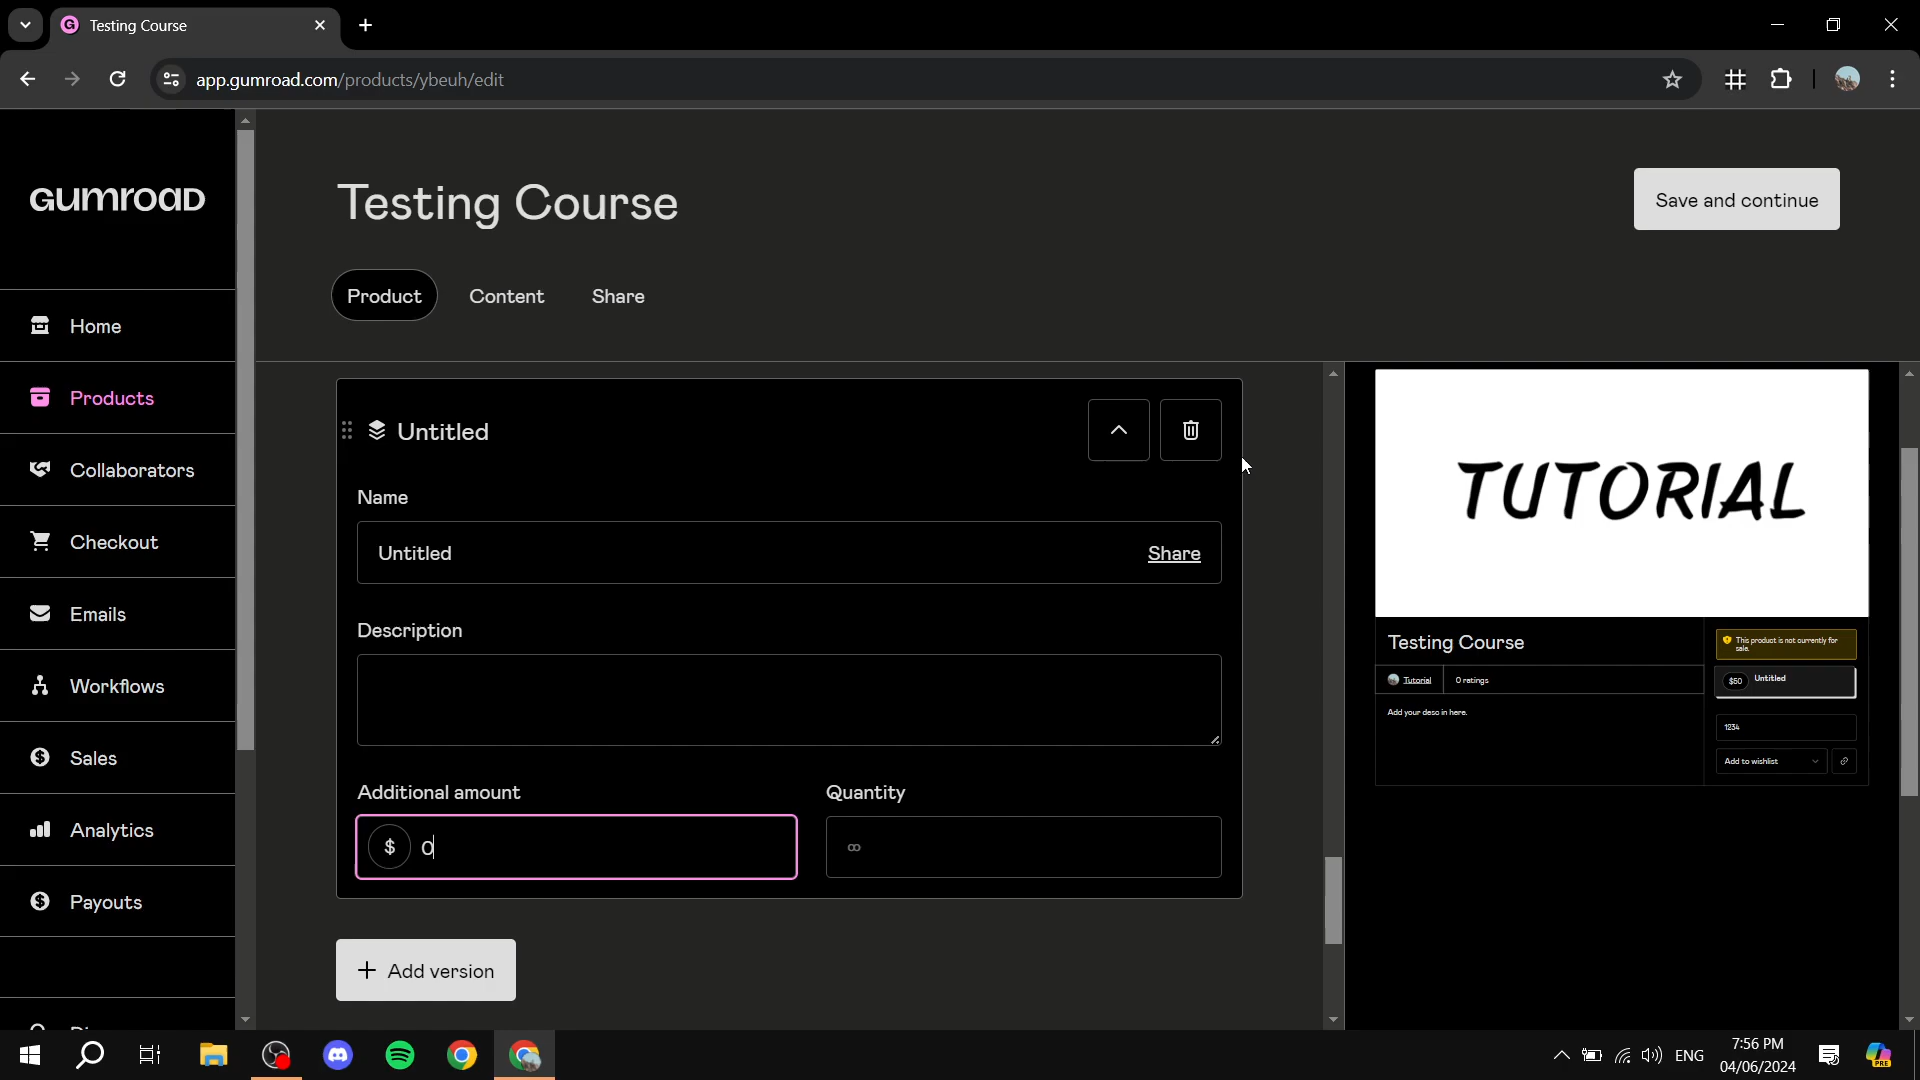 Testing Course
app.gumroad.com/products/ybeuh/edit
GUMROAD
Testing Course
Save and continue
Product
Content
Share
Home
Products
Collaborators
Checkout
Emails
Workflows
Sales
Analytics
Payouts
Untitled
Name
Untitled
Share
Description
Additional amount
Quantity
$ 0
∞
+ Add version
TUTORIAL
Testing Course
Tutorial
0 ratings
Add your desc in here.
This product is not currently for
sale.
$50
Untitled
1234
Add to wishlist
ENG
7:56 PM
04/06/2024
PRE